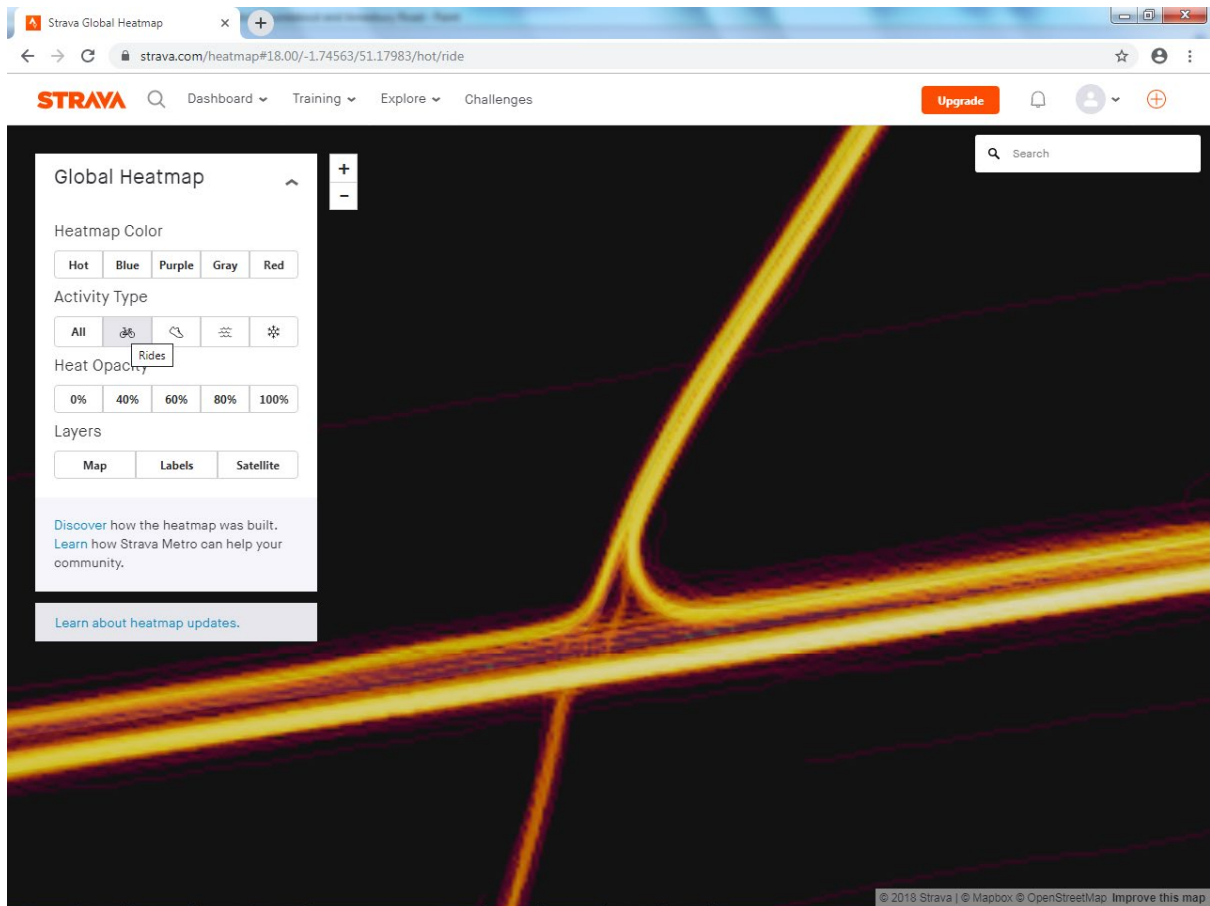 Strava Global Heatmap
strava.com/heatmap#18.00/-1.74563/51.17983/hot/ride
STRAVA Dashboard Training Explore Challenges Upgrade
Search
Global Heatmap
+
−
Heatmap Color
Hot Blue Purple Gray Red
Activity Type
All
Rides
Heat Opacity
0% 40% 60% 80% 100%
Layers
Map Labels Satellite
Discover how the heatmap was built.
Learn how Strava Metro can help your
community.
Learn about heatmap updates.
© 2018 Strava | © Mapbox © OpenStreetMap Improve this map